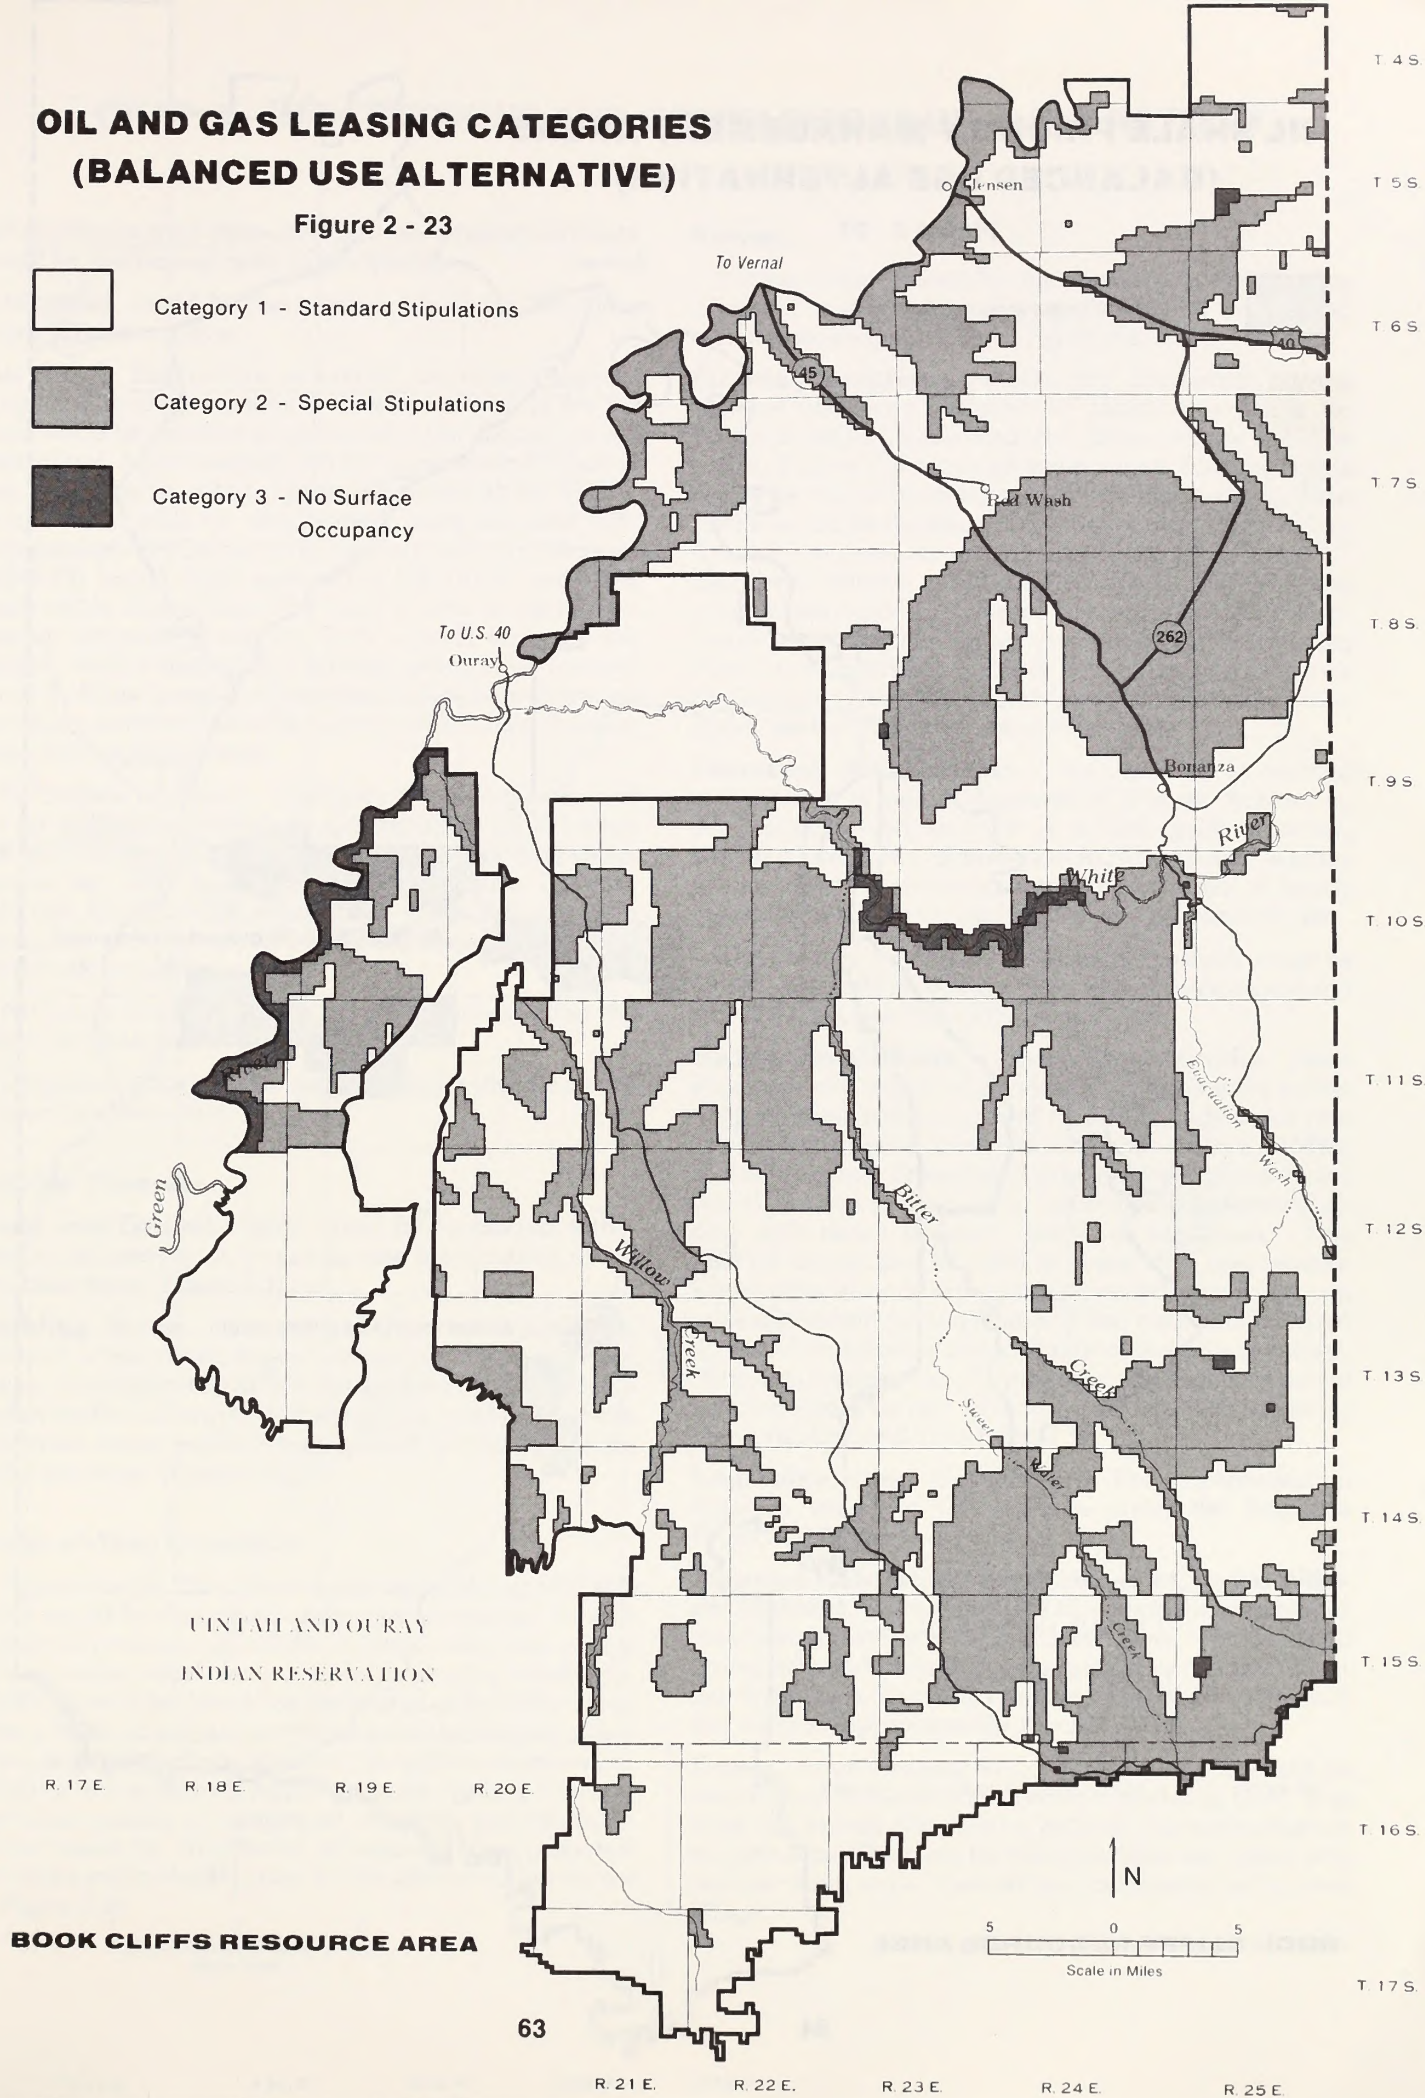 OIL AND GAS LEASING CATEGORIES
(BALANCED USE ALTERNATIVE)
Figure 2 - 23
Category 1 - Standard Stipulations
Category 2 - Special Stipulations
Category 3 - No Surface
Occupancy
T 4 S.
T 5 S
T 6 S
T. 7 S.
T. 8 S.
T. 9 S
T. 10 S
T. 11 S.
T. 12 S
T. 13 S
T. 14 S.
T. 15 S.
T 16 S.
T 17 S.
Jensen
To Vernal
40
45
Red Wash
To U.S. 40
Ouray
262
Bonanza
River
White
River
Evacuation
Wash
Green
Bitter
Willow
Creek
Creek
Sweet
Water
Creek
UINTAH AND OURAY
INDIAN RESERVATION
R. 17 E.
R. 18 E.
R. 19 E.
R. 20 E.
N
5 0 5
Scale in Miles
BOOK CLIFFS RESOURCE AREA
63
R. 21 E.
R. 22 E.
R. 23 E.
R. 24 E.
R. 25 E.